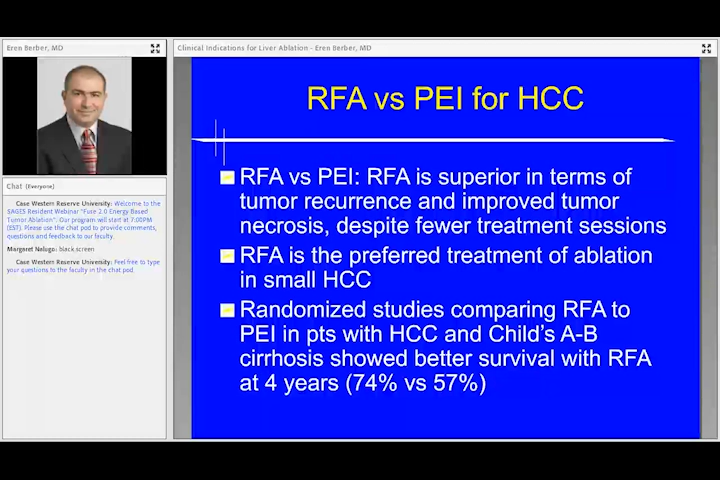 Eren Berber, MD
Clinical Indications for Liver Ablation - Eren Berber, MD
Chat (Everyone)
Case Western Reserve University: Welcome to the
SAGES Resident Webinar "Fuse 2.0 Energy Based
Tumor Ablation". Our program will start at 7:00PM
(EST). Please use the chat pod to provide comments,
questions and feedback to our faculty.
Margaret Nalugo: black screen
Case Western Reserve University: Feel free to type
your questions to the faculty in the chat pod.
RFA vs PEI for HCC
RFA vs PEI: RFA is superior in terms of
tumor recurrence and improved tumor
necrosis, despite fewer treatment sessions
RFA is the preferred treatment of ablation
in small HCC
Randomized studies comparing RFA to
PEI in pts with HCC and Child's A-B
cirrhosis showed better survival with RFA
at 4 years (74% vs 57%)